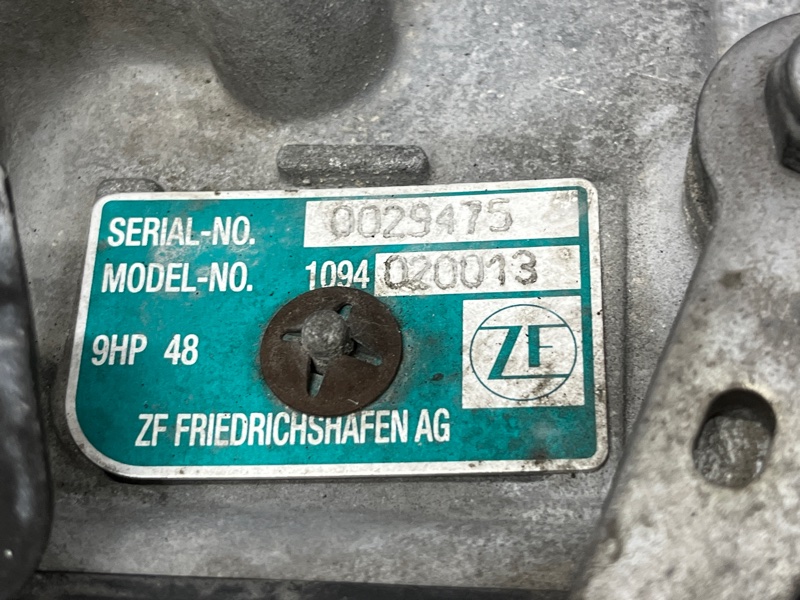 SERIAL-NO. 0029475
MODEL-NO. 1094 020013
9HP 48
ZF
ZF FRIEDRICHSHAFEN AG